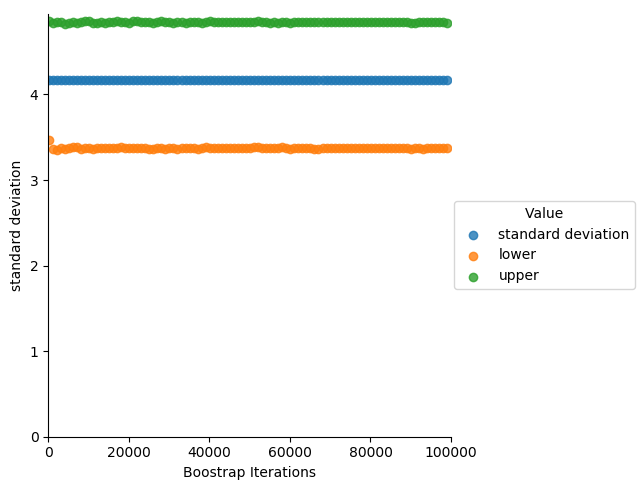 standard deviation
4
3
2
1
0
0 20000 40000 60000 80000 100000
Boostrap Iterations
Value
standard deviation
lower
upper